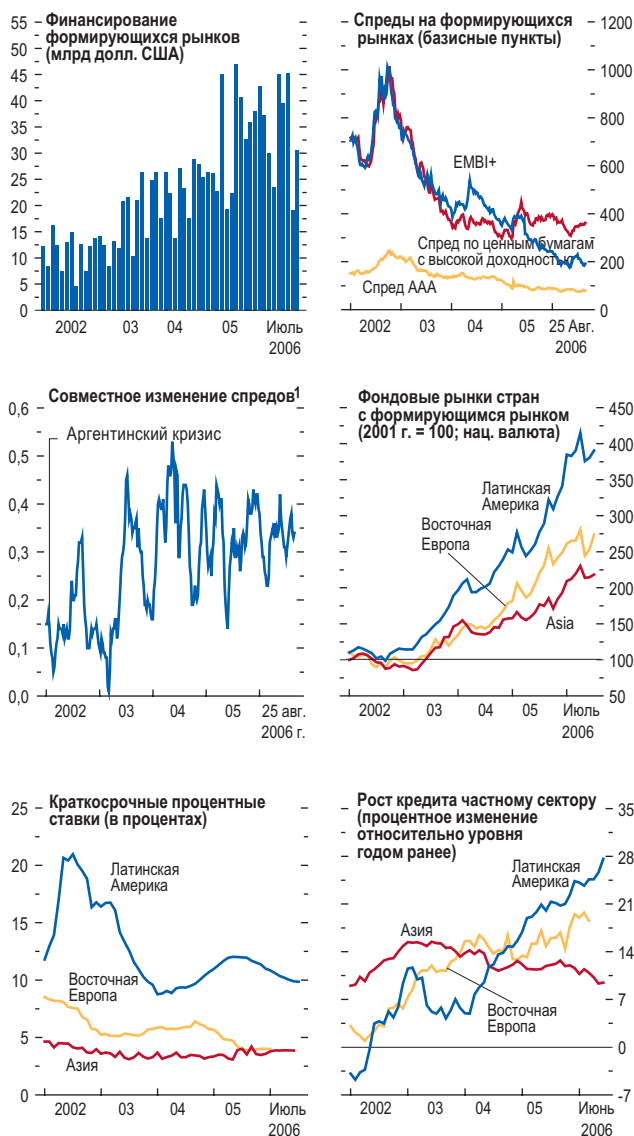 Финансирование
формирующихся рынков
(млрд долл. США)
55
50
45
40
35
30
25
20
15
10
5
0
2002 03 04 05 Июль
2006
Спреды на формирующихся
рынках (базисные пункты)
1200
1000
800
600
400
200
0
EMBI+
Спред по ценным бумагам
с высокой доходностью
Спред ААА
2002 03 04 05 25 Авг.
2006
Совместное изменение спредов1
0,6
0,5
0,4
0,3
0,2
0,1
0,0
Аргентинский кризис
2002 03 04 05 25 авг.
2006 г.
Фондовые рынки стран
с формирующимся рынком
(2001 г. = 100; нац. валюта)
450
400
350
300
250
200
150
100
50
Латинская
Америка
Восточная
Европа
Asia
2002 03 04 05 Июль
2006
Краткосрочные процентные
ставки (в процентах)
25
20
15
10
5
0
Латинская
Америка
Восточная
Европа
Азия
2002 03 04 05 Июль
2006
Рост кредита частному сектору
(процентное изменение
относительно уровня
годом ранее)
35
28
21
14
7
0
-7
Латинская
Америка
Азия
Восточная
Европа
2002 03 04 05 Июнь
2006